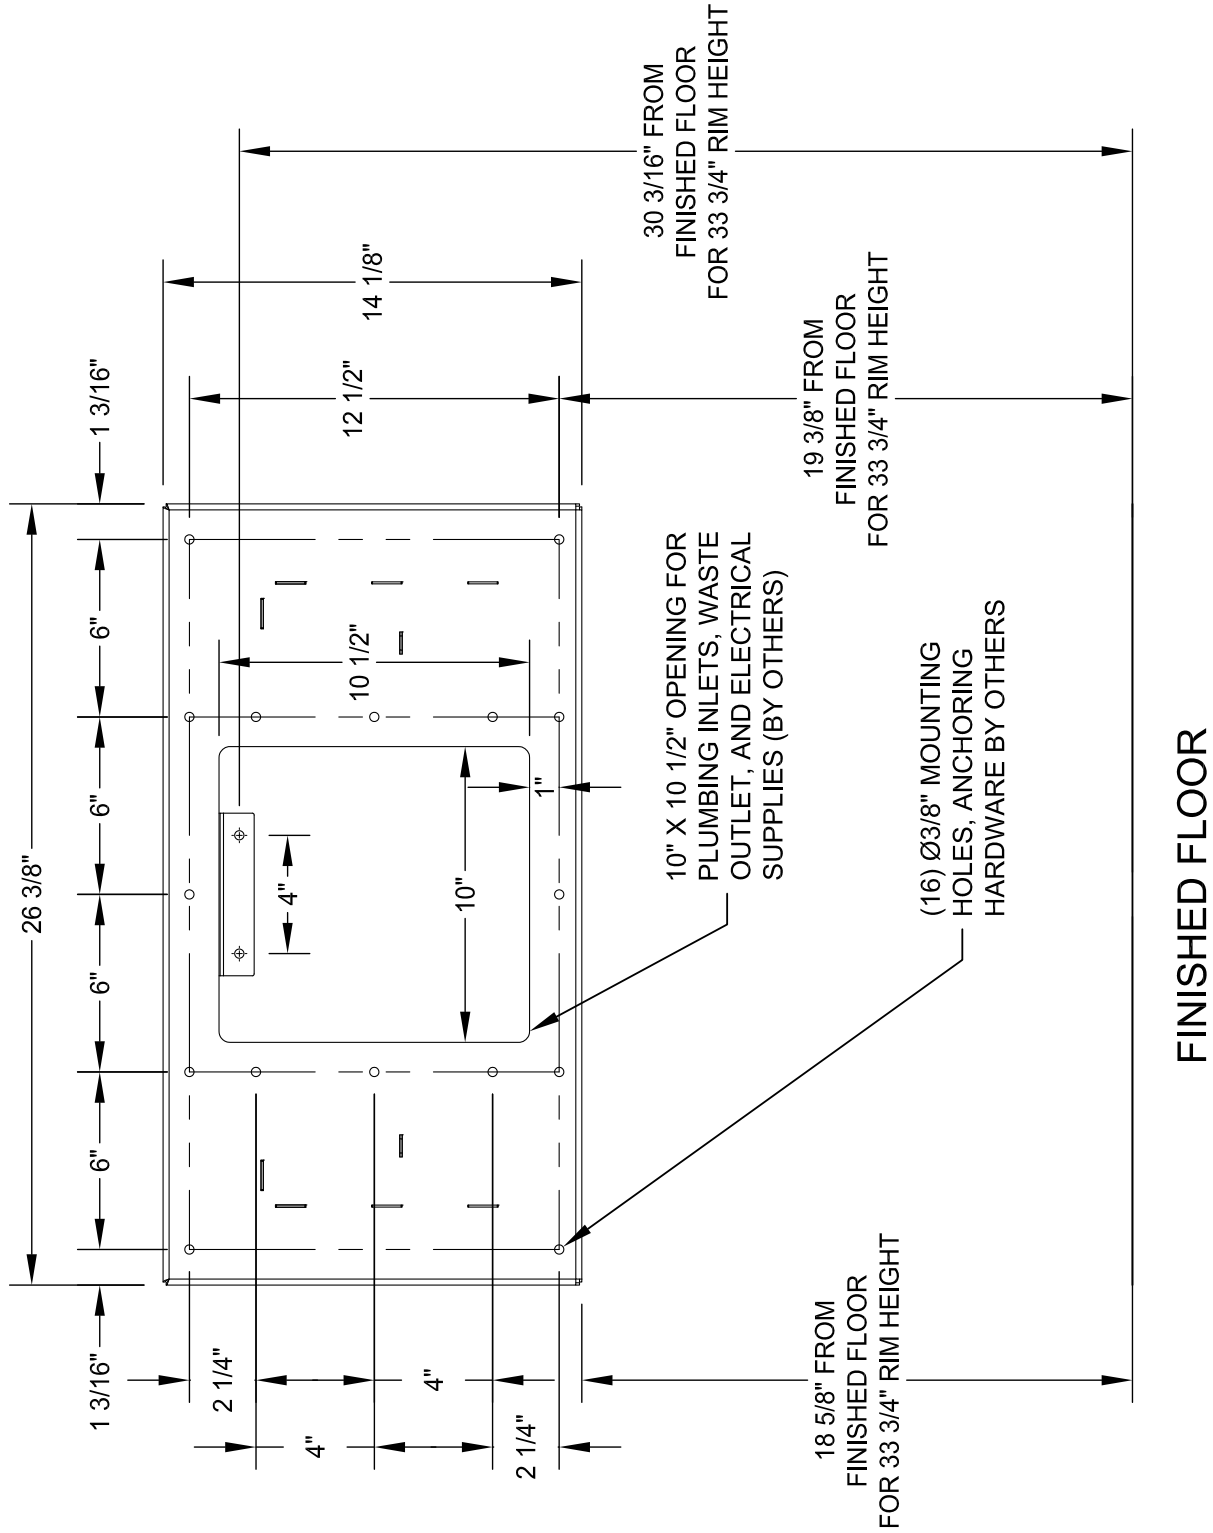 26 3/8"
1 3/16"
6"
6"
6"
6"
1 3/16"
2 1/4"
4"
4"
2 1/4"
4"
10"
10 1/2"
1"
12 1/2"
14 1/8"
30 3/16" FROM
FINISHED FLOOR
FOR 33 3/4" RIM HEIGHT
19 3/8" FROM
FINISHED FLOOR
FOR 33 3/4" RIM HEIGHT
10" X 10 1/2" OPENING FOR
PLUMBING INLETS, WASTE
OUTLET, AND ELECTRICAL
SUPPLIES (BY OTHERS)
(16) Ø3/8" MOUNTING
HOLES, ANCHORING
HARDWARE BY OTHERS
18 5/8" FROM
FINISHED FLOOR
FOR 33 3/4" RIM HEIGHT
FINISHED FLOOR